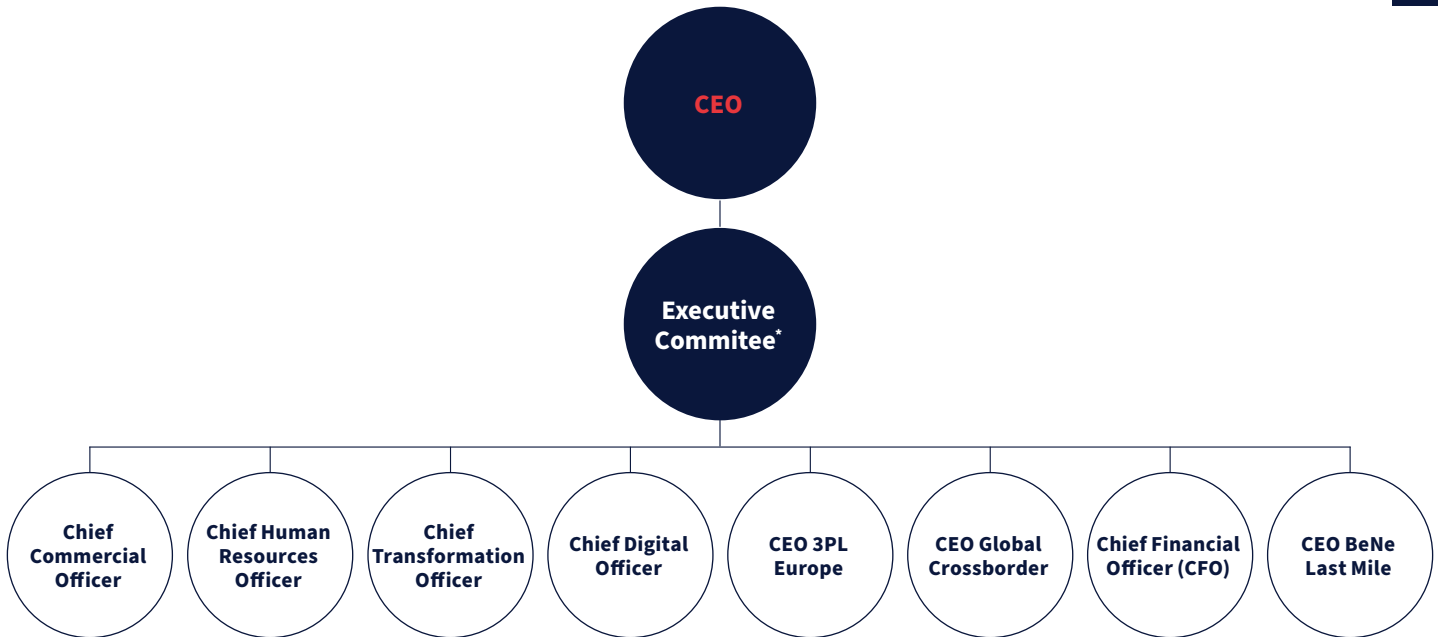 CEO
Executive
Commitee*
Chief
Commercial
Officer
Chief Human
Resources
Officer
Chief
Transformation
Officer
Chief Digital
Officer
CEO 3PL
Europe
CEO Global
Crossborder
Chief Financial
Officer (CFO)
CEO BeNe
Last Mile